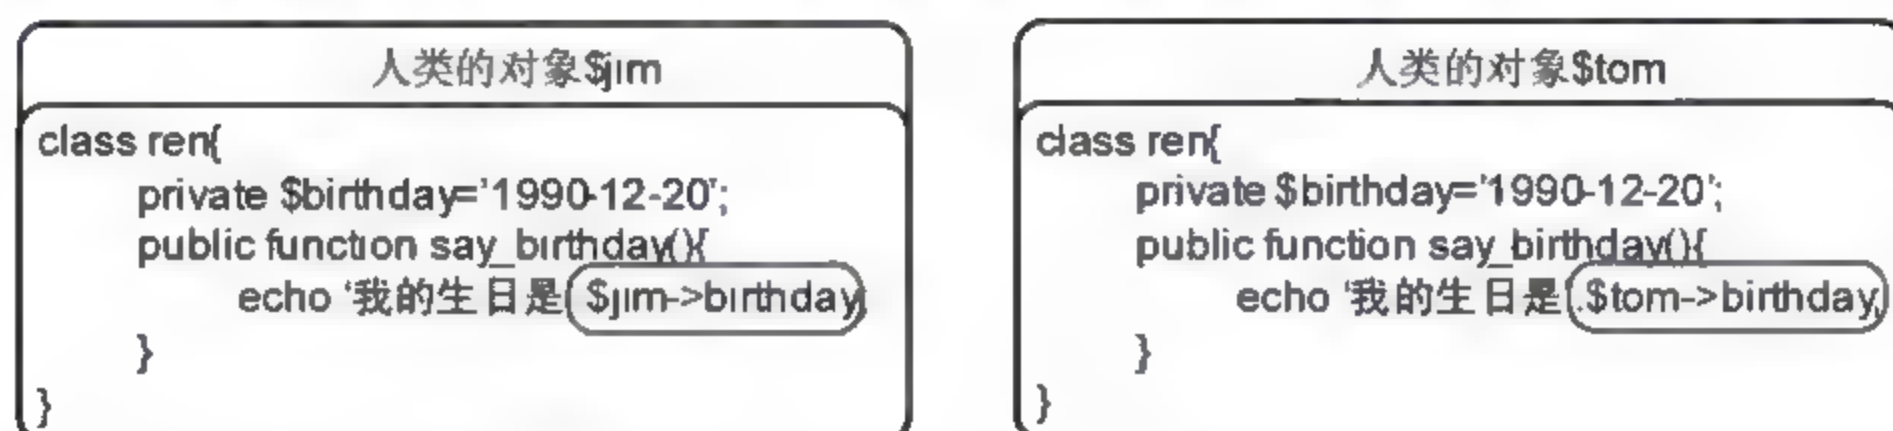 人类的对象$jim
class ren{
private $birthday='1990-12-20';
public function say_birthday(){
echo '我的生日是 $jim->birthday;
}
}
人类的对象$tom
class ren{
private $birthday='1990-12-20';
public function say_birthday(){
echo '我的生日是.$tom->birthday;
}
}